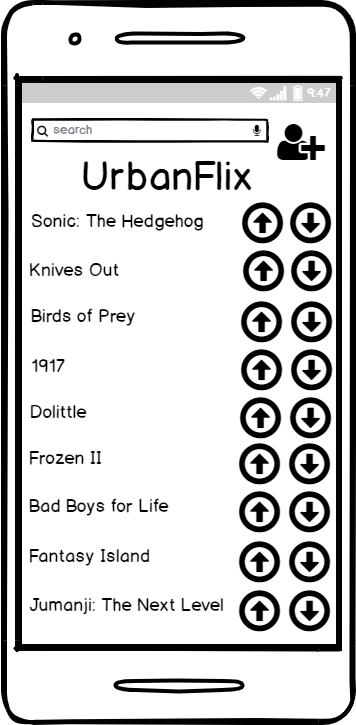 9:47
search
UrbanFlix
Sonic: The Hedgehog
Knives Out
Birds of Prey
1917
Dolittle
Frozen II
Bad Boys for Life
Fantasy Island
Jumanji: The Next Level